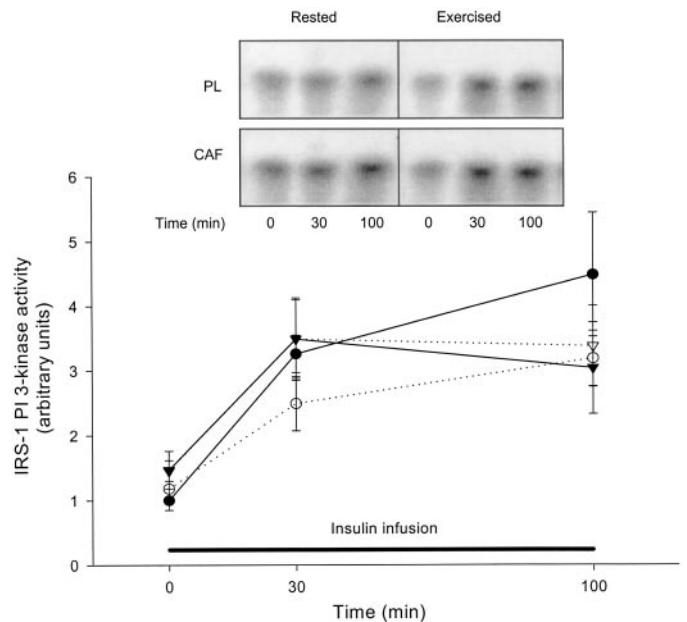 Rested Exercised
PL
CAF
Time (min) 0 30 100 0 30 100
6
5
4
3
2
1
0
IRS-1 PI 3-kinase activity
(arbitrary units)
Insulin infusion
0 30 100
Time (min)